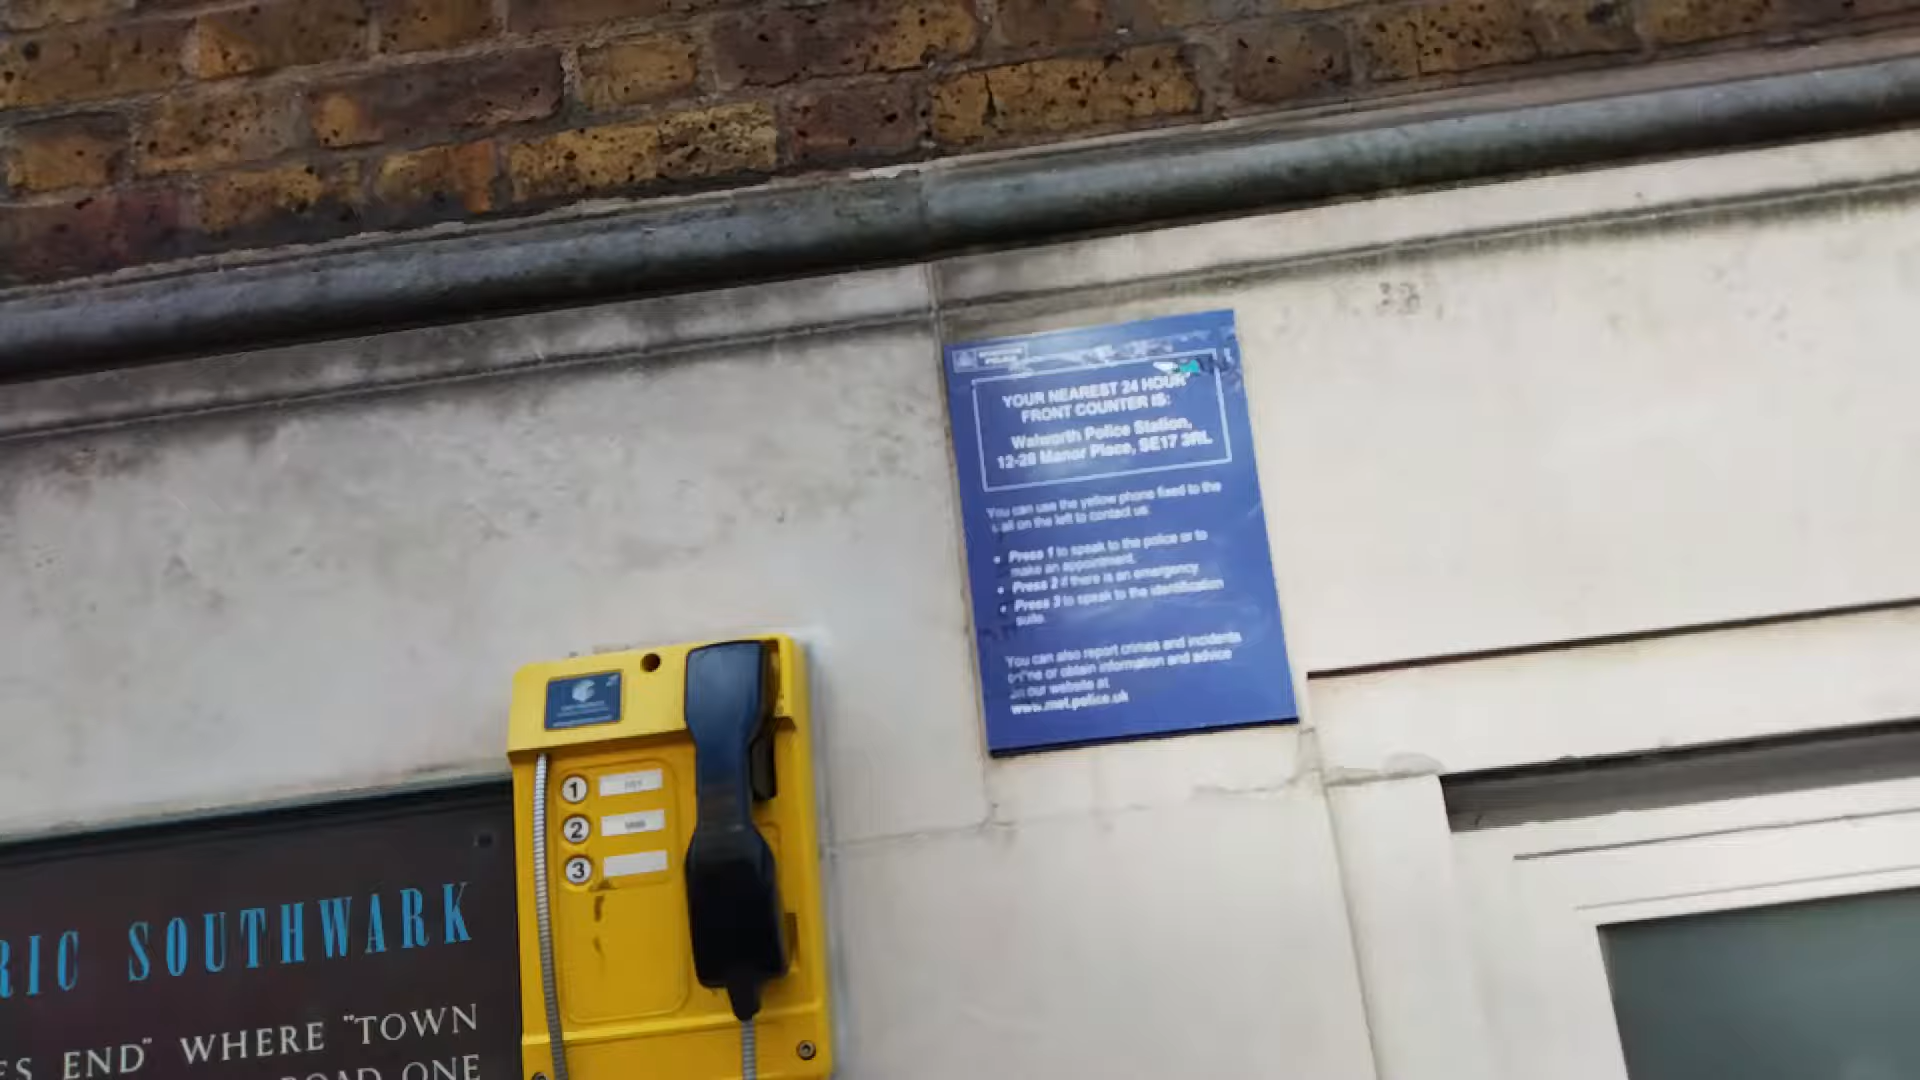 YOUR NEAREST 24 HOUR
FRONT COUNTER IS:
Walworth Police Station,
12-28 Manor Place, SE17 3RL
You can use the yellow phone fixed to the
wall on the left to contact us:
• Press 1 to speak to the police or to
make an appointment.
• Press 2 if there is an emergency
• Press 3 to speak to the identification
suite.
You can also report crimes and incidents
online or obtain information and advice
on our website at
www.met.police.uk
1
2
3
RIC SOUTHWARK
ES END" WHERE "TOWN
ROAD ONE